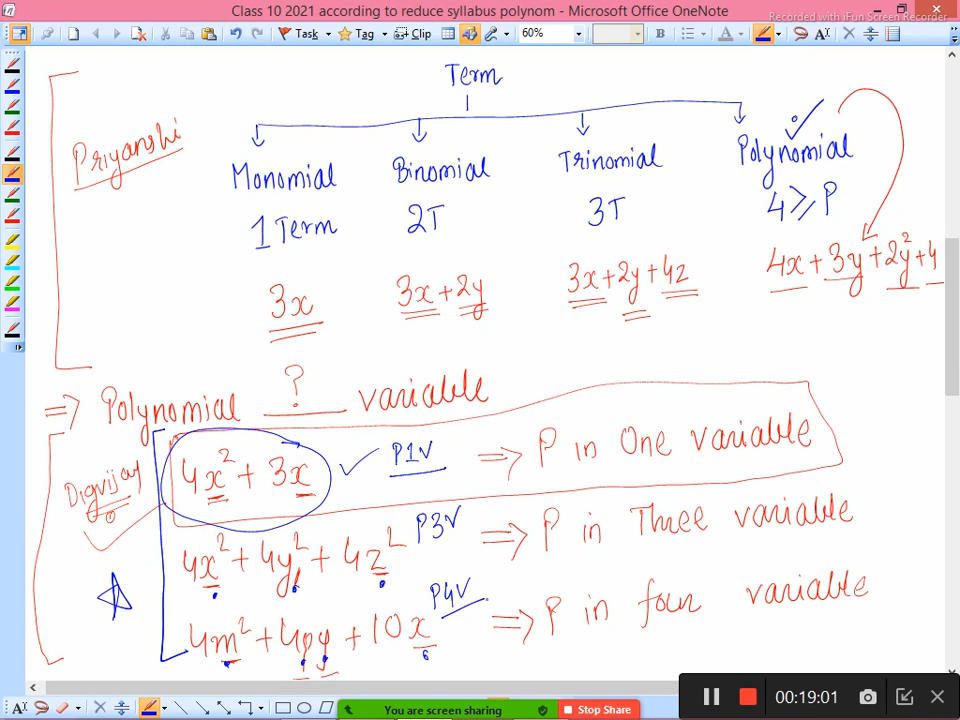 Class 10 2021 according to reduce syllabus polynom - Microsoft Office OneNote
Recorded with iFun Screen Recorder
Task Tag Clip 60% B A
Term
Priyanshi
Monomial Binomial Trinomial Polynomial
1 Term 2T 3T 4 ≥ P
3x 3x + 2y 3x + 2y + 4z 4x + 3y + 2y² + 4
⇒ Polynomial ? variable
Digvijay
4x² + 3x P1V ⇒ P in One variable
4x² + 4y² + 4z² P3V ⇒ P in Three variable
4m² + 4py + 10x P4V ⇒ P in four variable
You are screen sharing Stop Share
00:19:01